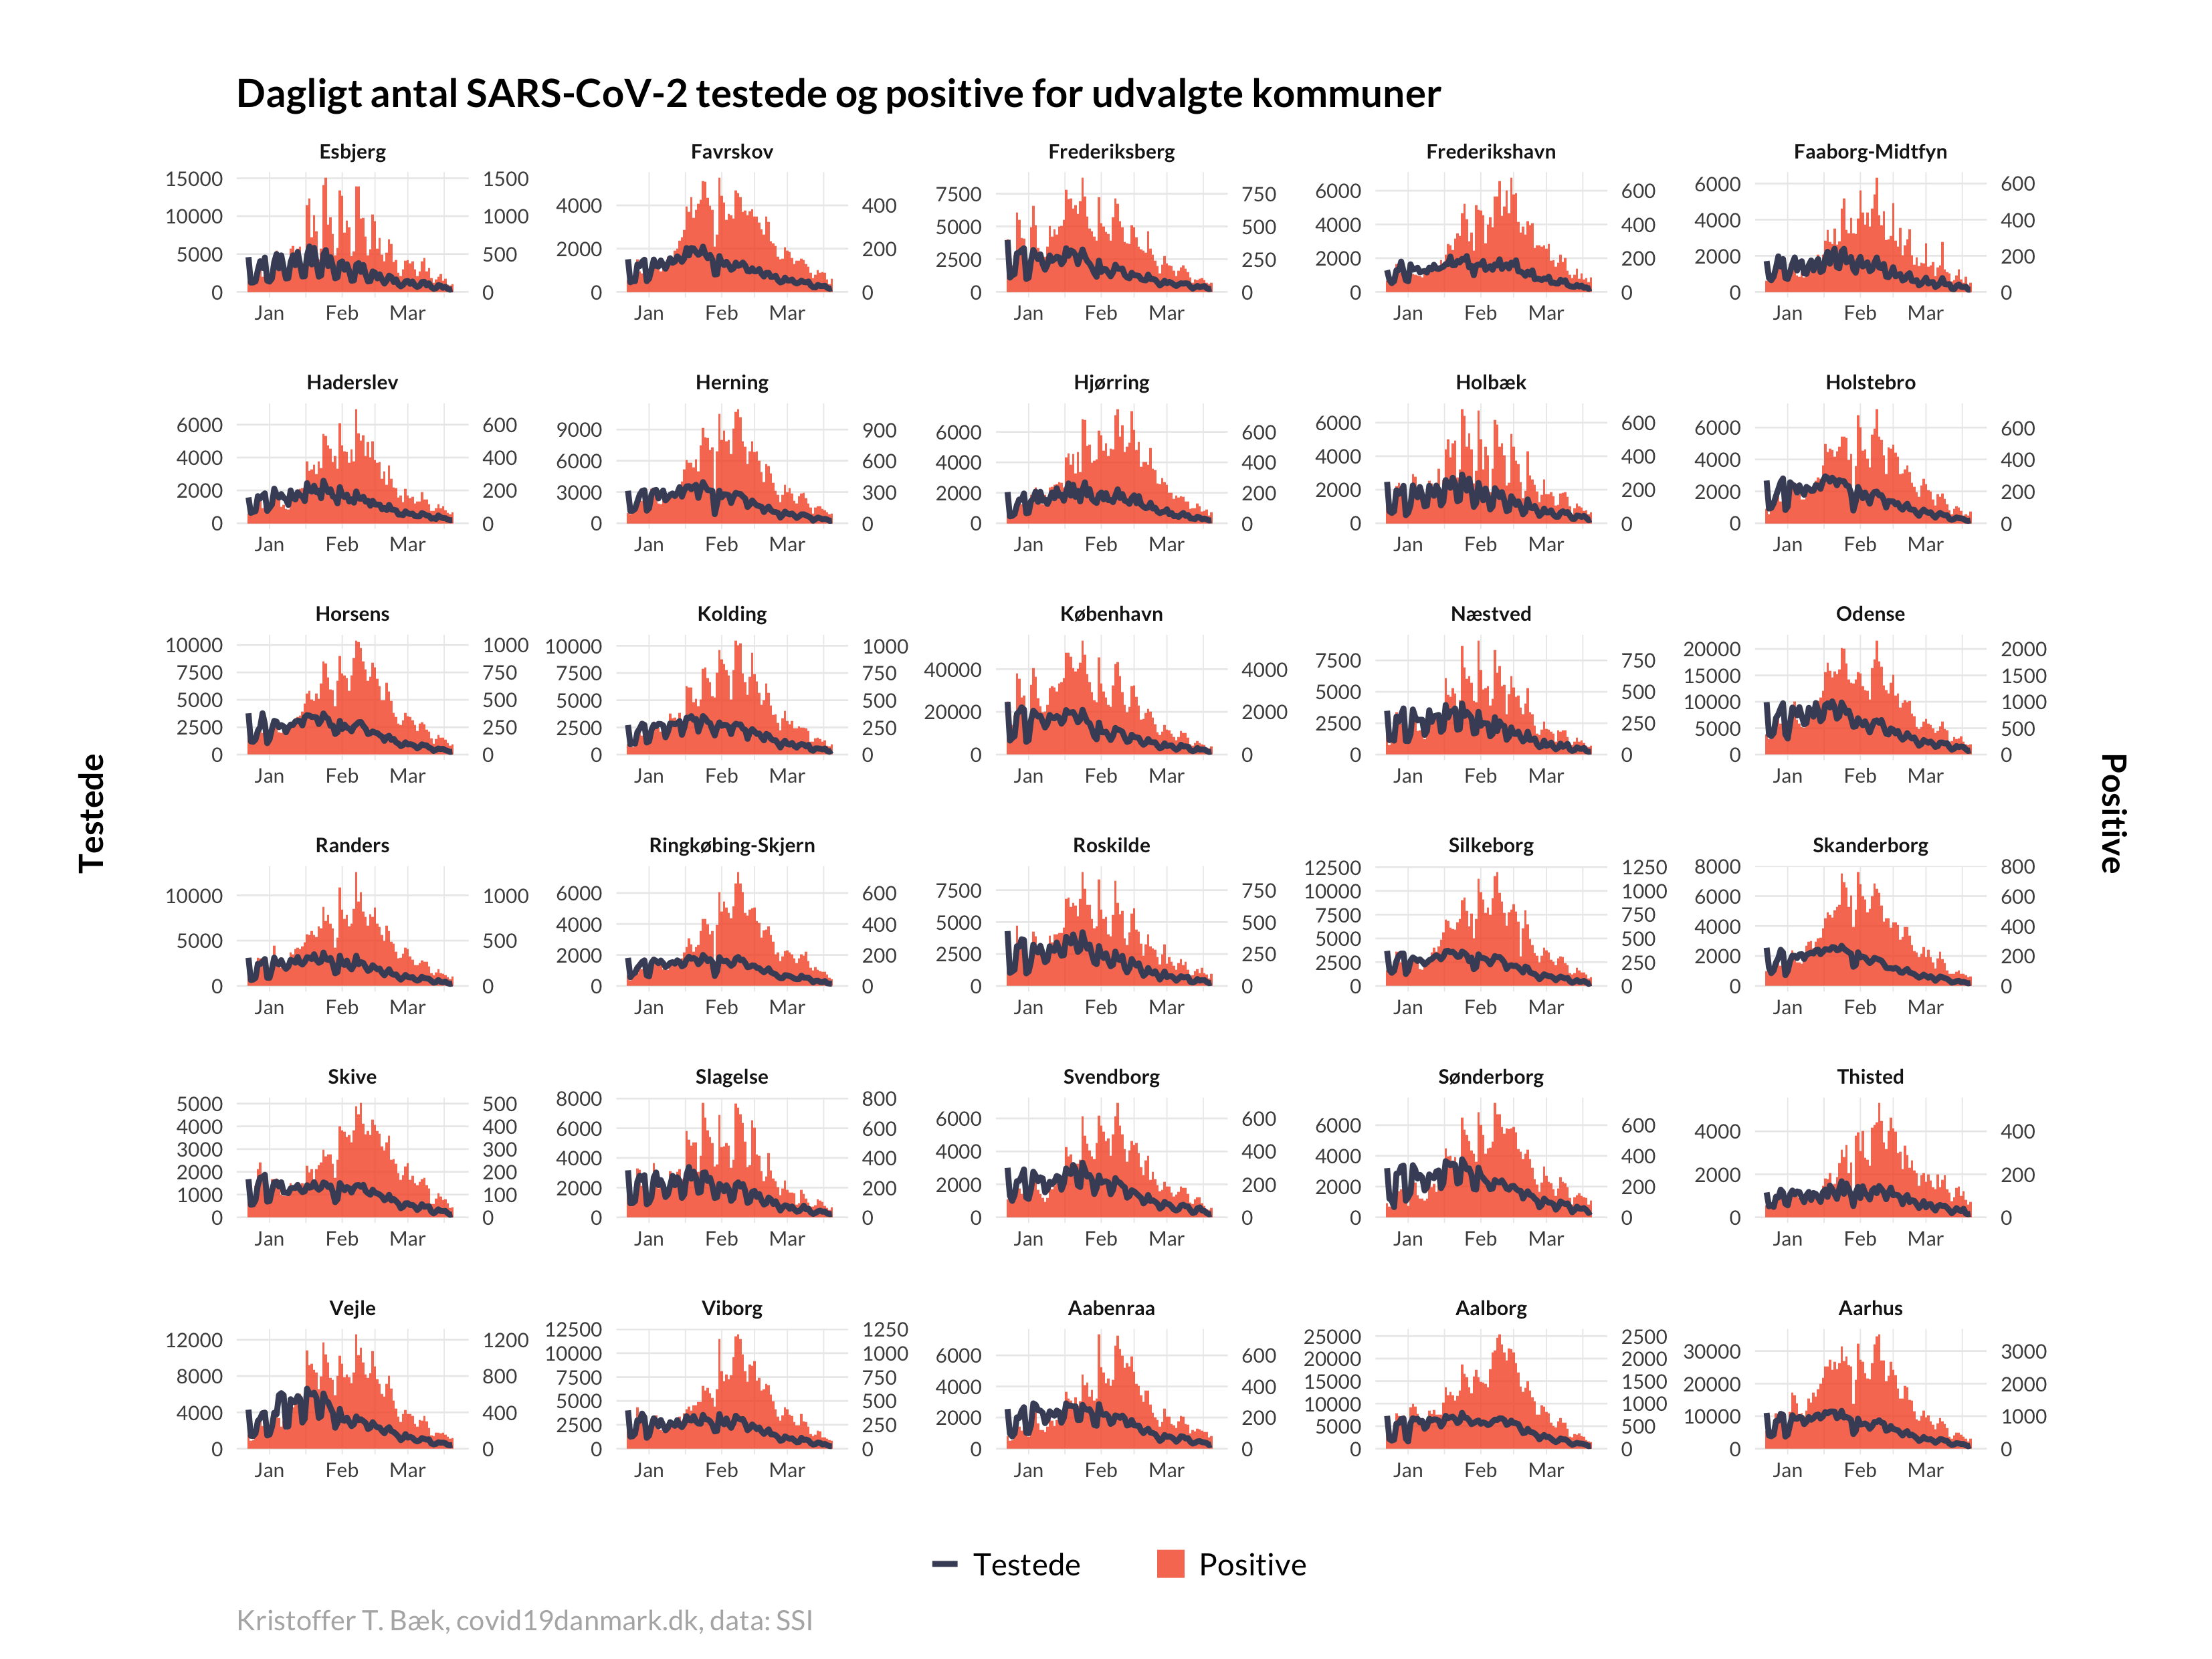 Dagligt antal SARS-CoV-2 testede og positive for udvalgte kommuner
Esbjerg Favrskov Frederiksberg Frederikshavn Faaborg-Midtfyn
15000 10000 5000 0 1500 1000 500 0 4000 2000 0 400 200 0 7500 5000 2500 0 750 500 250 0 6000 4000 2000 0 600 400 200 0 6000 4000 2000 0 600 400 200 0
Jan Feb Mar Jan Feb Mar Jan Feb Mar Jan Feb Mar Jan Feb Mar
Haderslev Herning Hjørring Holbæk Holstebro
6000 4000 2000 0 600 400 200 0 9000 6000 3000 0 900 600 300 0 6000 4000 2000 0 600 400 200 0 6000 4000 2000 0 600 400 200 0 6000 4000 2000 0 600 400 200 0
Jan Feb Mar Jan Feb Mar Jan Feb Mar Jan Feb Mar Jan Feb Mar
Horsens Kolding København Næstved Odense
10000 7500 5000 2500 0 1000 750 500 250 0 10000 7500 5000 2500 0 1000 750 500 250 0 40000 20000 0 4000 2000 0 7500 5000 2500 0 750 500 250 0 20000 15000 10000 5000 0 2000 1500 1000 500 0
Jan Feb Mar Jan Feb Mar Jan Feb Mar Jan Feb Mar Jan Feb Mar
Testede
Positive
Randers Ringkøbing-Skjern Roskilde Silkeborg Skanderborg
10000 5000 0 1000 500 0 6000 4000 2000 0 600 400 200 0 7500 5000 2500 0 750 500 250 0 12500 10000 7500 5000 2500 0 1250 1000 750 500 250 0 8000 6000 4000 2000 0 800 600 400 200 0
Jan Feb Mar Jan Feb Mar Jan Feb Mar Jan Feb Mar Jan Feb Mar
Skive Slagelse Svendborg Sønderborg Thisted
5000 4000 3000 2000 1000 0 500 400 300 200 100 0 8000 6000 4000 2000 0 800 600 400 200 0 6000 4000 2000 0 600 400 200 0 6000 4000 2000 0 600 400 200 0 4000 2000 0 400 200 0
Jan Feb Mar Jan Feb Mar Jan Feb Mar Jan Feb Mar Jan Feb Mar
Vejle Viborg Aabenraa Aalborg Aarhus
12000 8000 4000 0 1200 800 400 0 12500 10000 7500 5000 2500 0 1250 1000 750 500 250 0 6000 4000 2000 0 600 400 200 0 25000 20000 15000 10000 5000 0 2500 2000 1500 1000 500 0 30000 20000 10000 0 3000 2000 1000 0
Jan Feb Mar Jan Feb Mar Jan Feb Mar Jan Feb Mar Jan Feb Mar
Testede Positive
Kristoffer T. Bæk, covid19danmark.dk, data: SSI